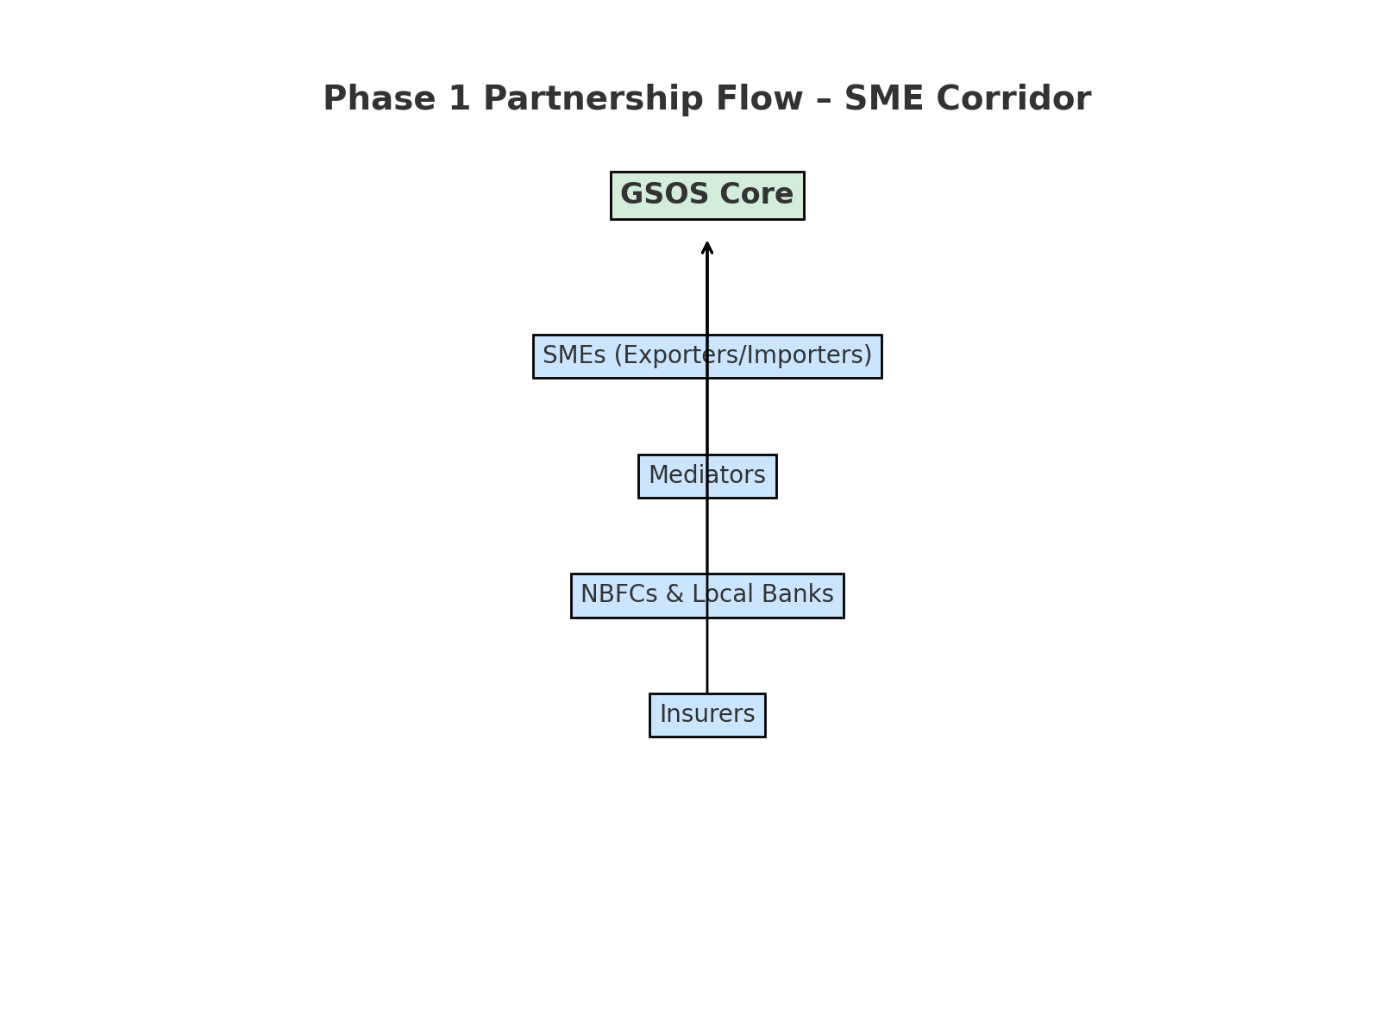 Phase 1 Partnership Flow – SME Corridor
GSOS Core
SMEs (Exporters/Importers)
Mediators
NBFCs & Local Banks
Insurers